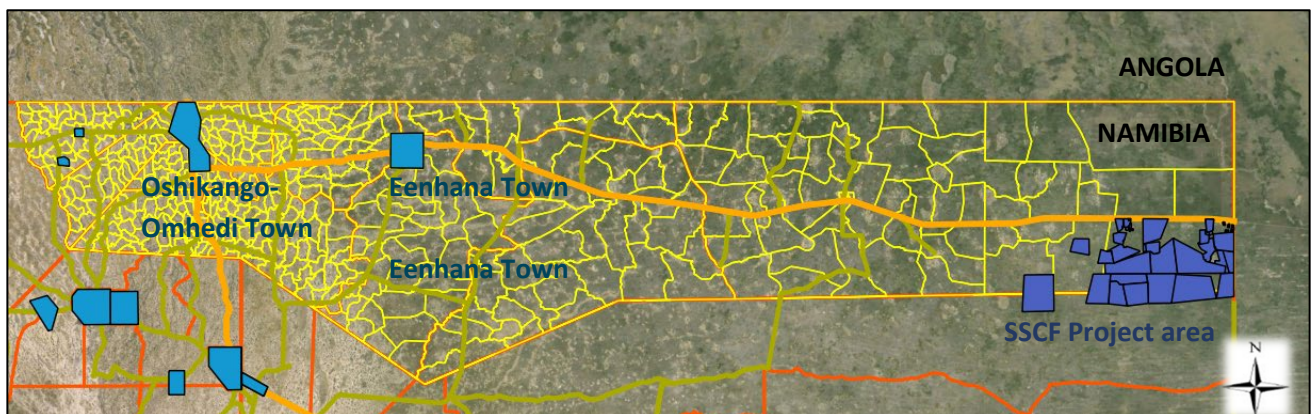 ANGOLA
NAMIBIA
Oshikango-
Omhedi Town
Eenhana Town
Eenhana Town
SSCF Project area
N